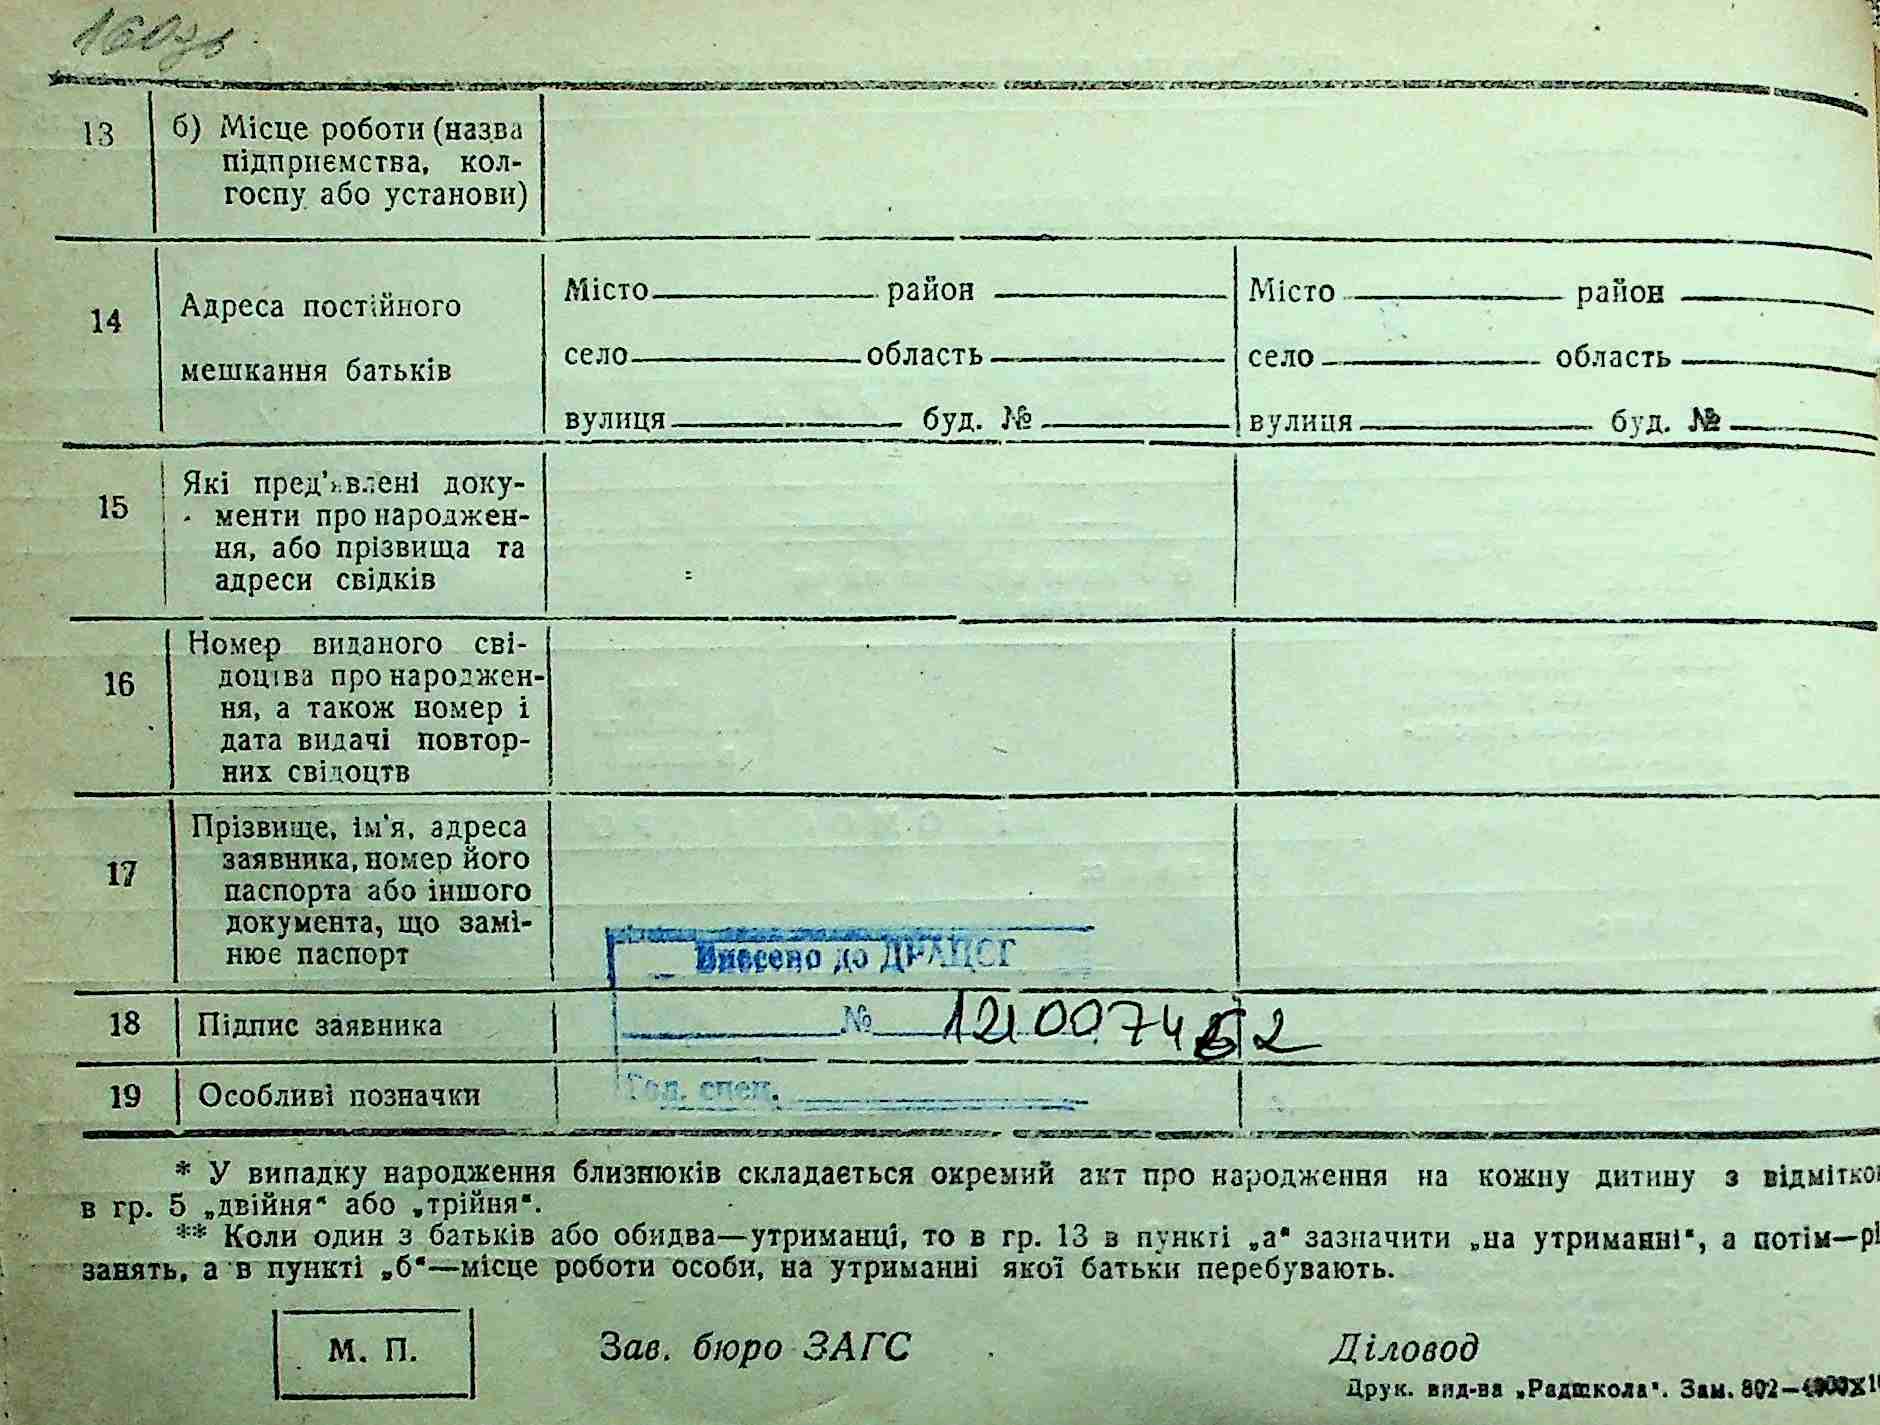 13 б) Місце роботи (назва
підприємства, кол-
госпу або установи)
14 Адреса постійного
мешкання батьків
Місто район Місто район
село область село область
вулиця буд. № вулиця буд. №
15 Які пред'явлені доку-
менти про народжен-
ня, або прізвища та
адреси свідків
16 Номер виданого сві-
доцтва про народжен-
ня, а також номер і
дата видачі повтор-
них свідоцтв
17 Прізвище, ім'я, адреса
заявника, номер його
паспорта або іншого
документа, що замі-
нює паспорт
Внесено до ДРАЦСГ
18 Підпис заявника
№ 121007452
19 Особливі позначки
Гол. спец.
* У випадку народження близнюків складається окремий акт про народження на кожну дитину з відмітко
в гр. 5 „двійня“ або „трійня“.
** Коли один з батьків або обидва—утриманці, то в гр. 13 в пункті „а“ зазначити „на утриманні“, а потім—рі
занять, а в пункті „б“—місце роботи особи, на утриманні якої батьки перебувають.
М. П. Зав. бюро ЗАГС Діловод
Друк. вид-ва „Радшкола“. Зам. 802—